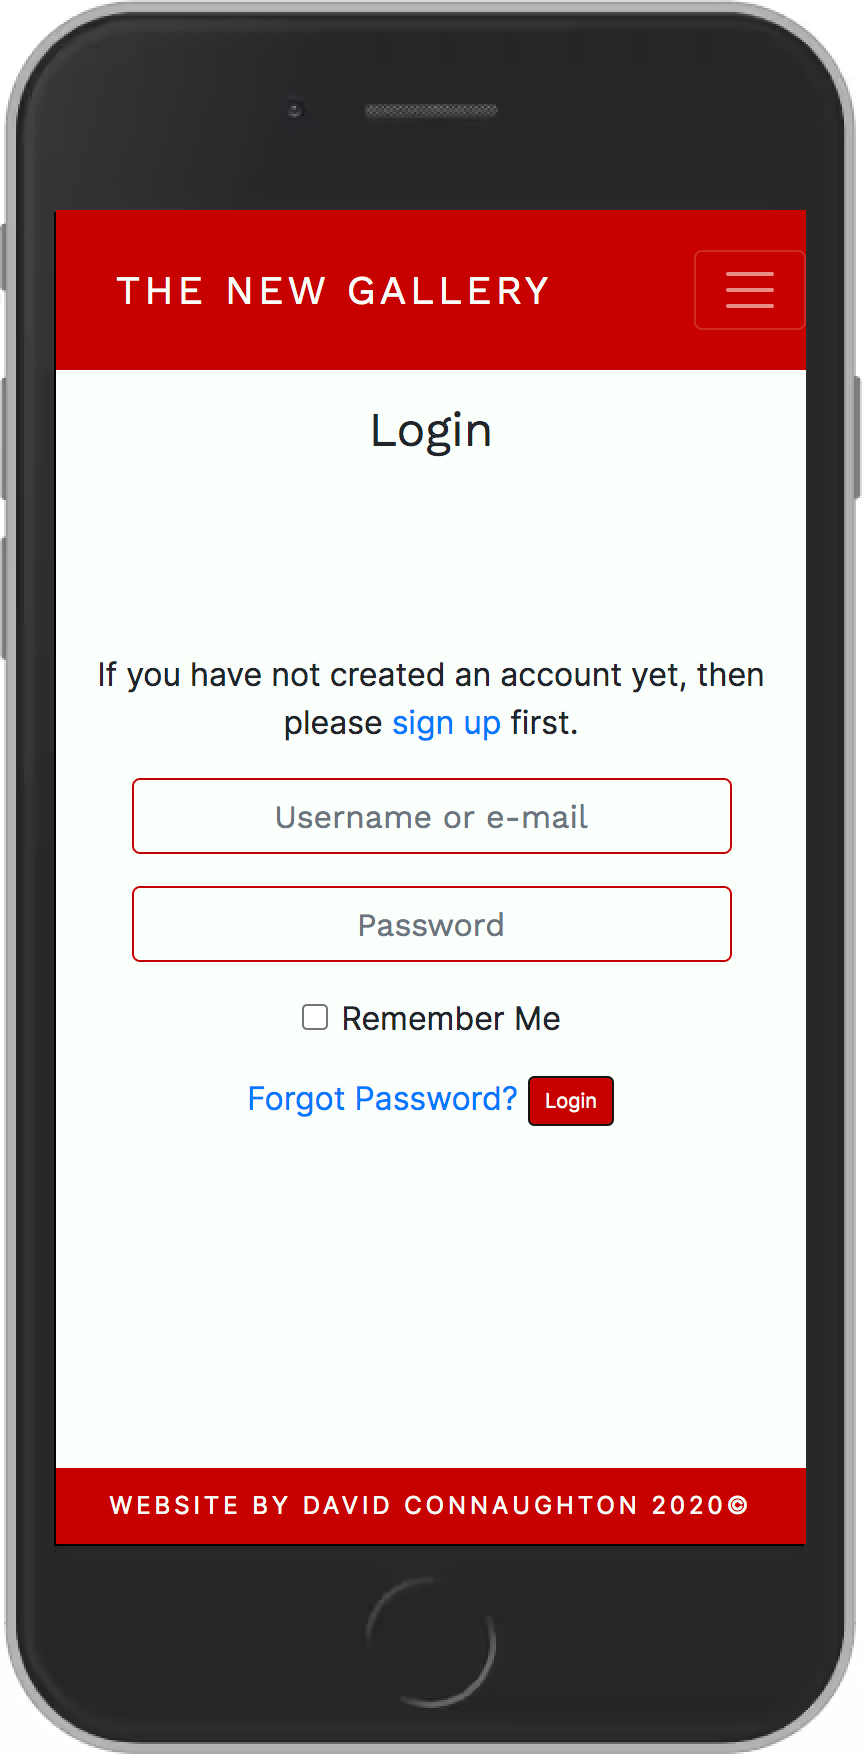 THE NEW GALLERY
Login
If you have not created an account yet, then
please sign up first.
Username or e-mail
Password
Remember Me
Forgot Password? Login
WEBSITE BY DAVID CONNAUGHTON 2020©